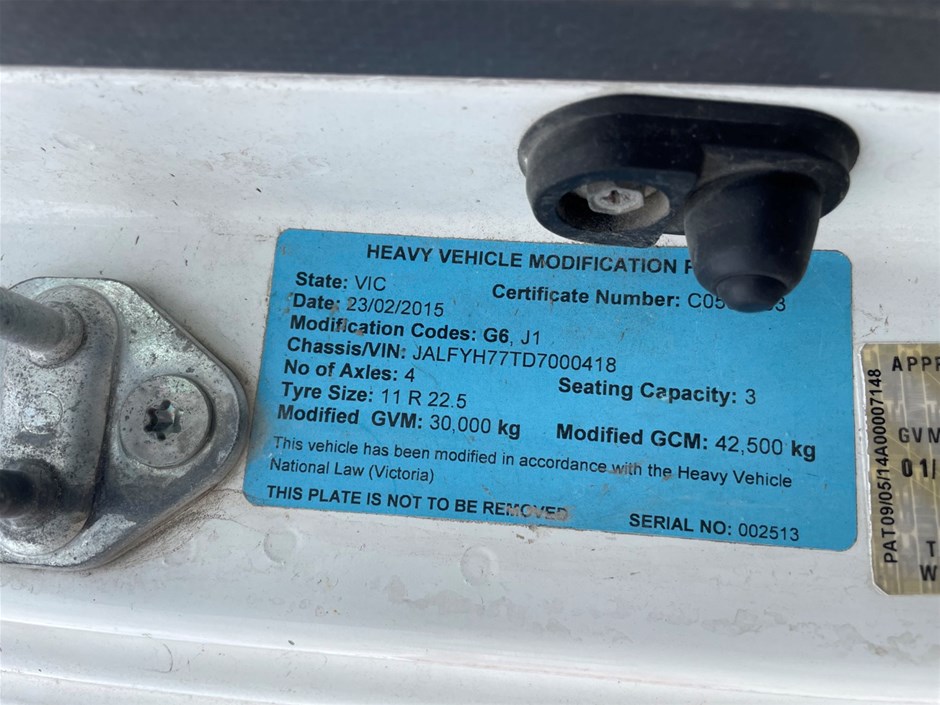 HEAVY VEHICLE MODIFICATION
State: VIC
Certificate Number:
Date: 23/02/2015
Modification Codes: G6, J1
Chassis/VIN: JALFYH77TD7000418
No of Axles: 4
Seating Capacity: 3
Tyre Size: 11 R 22.5
Modified GVM: 30,000 kg
Modified GCM: 42,500 kg
This vehicle has been modified in accordance with the Heavy Vehicle
National Law (Victoria)
THIS PLATE IS NOT TO BE REMOVED
SERIAL NO: 002513
PAT09/05/14A00007148
GVM
01/